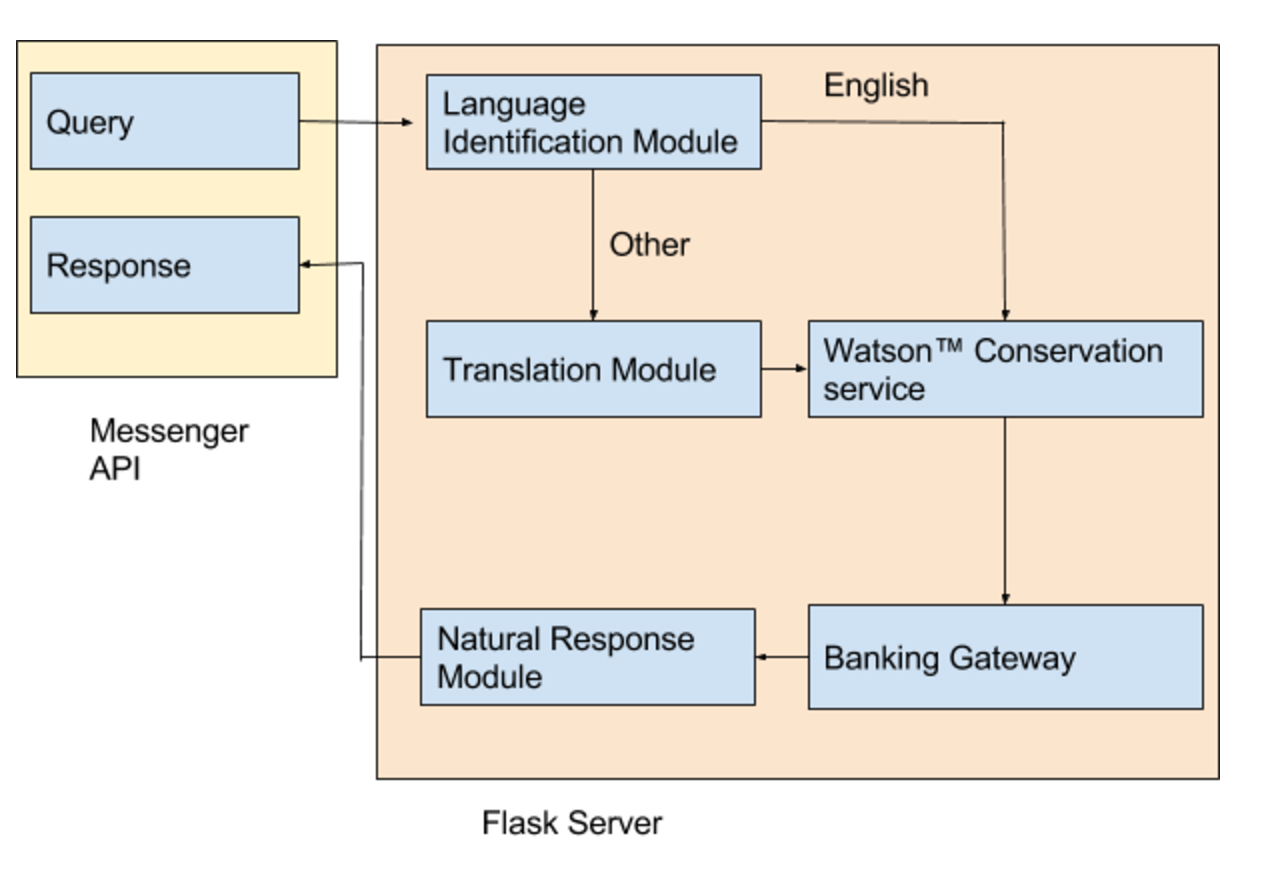 Query
Response
Messenger
API
Language
Identification Module
English
Other
Translation Module
Watson™ Conservation
service
Natural Response
Module
Banking Gateway
Flask Server